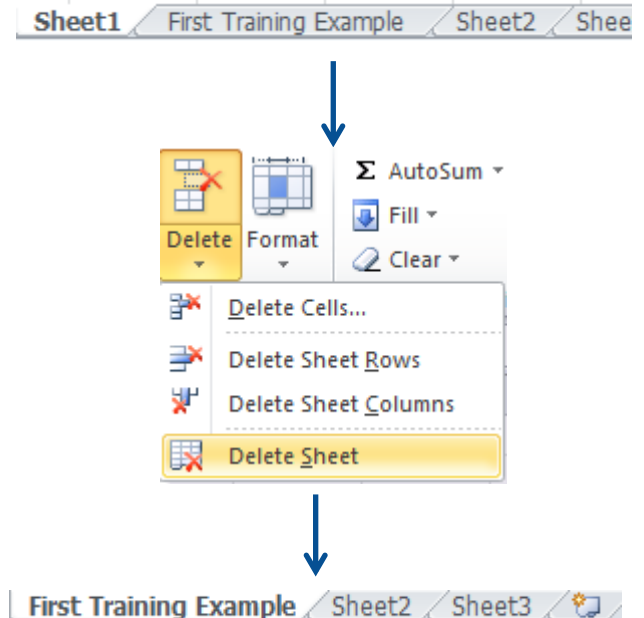 Sheet1 First Training Example Sheet2 Shee
Σ AutoSum
Fill
Delete Format
Clear
Delete Cells...
Delete Sheet Rows
Delete Sheet Columns
Delete Sheet
First Training Example Sheet2 Sheet3